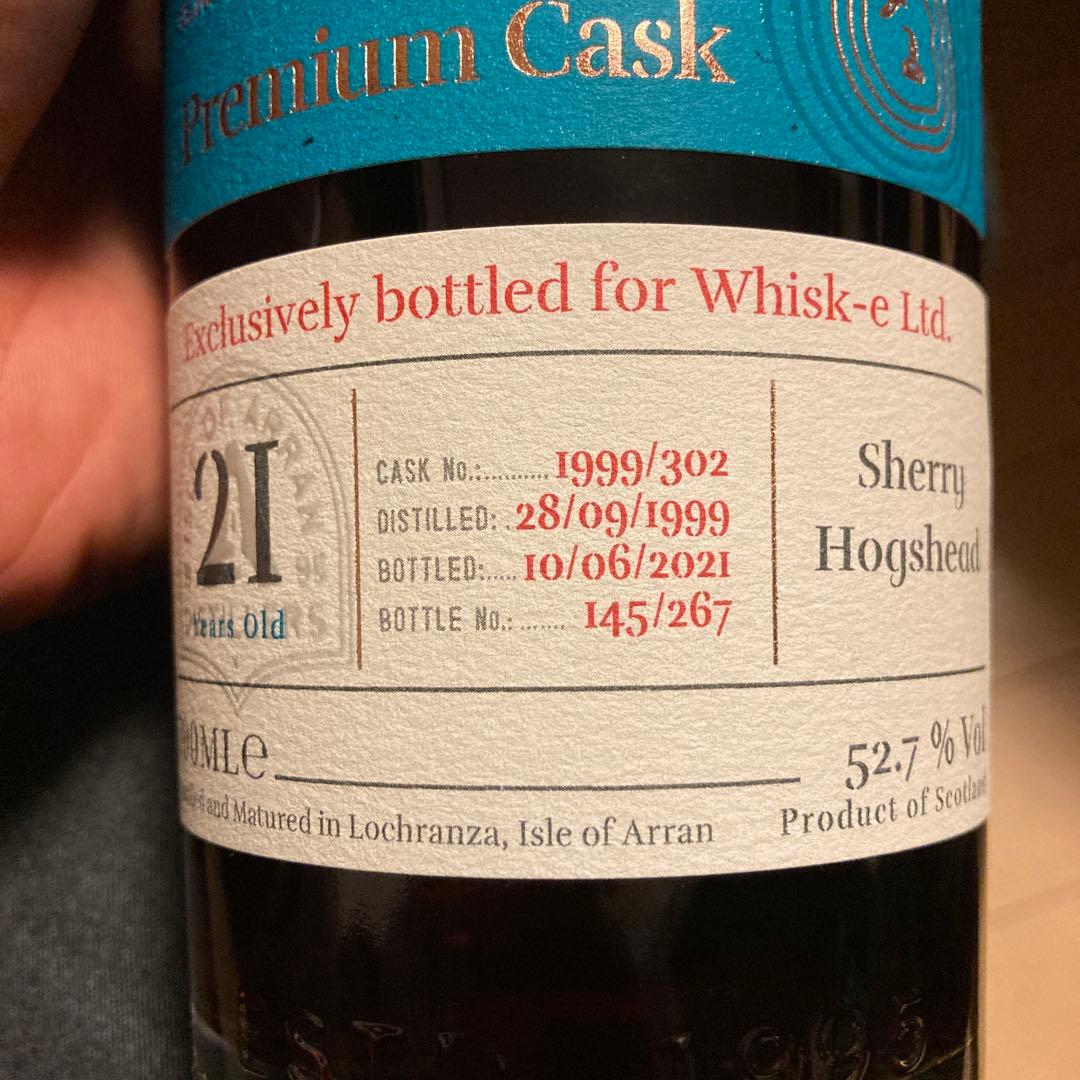 Premium Cask
Exclusively bottled for Whisk-e Ltd.
21
Years Old
CASK No.:.......... 1999/302
DISTILLED: . 28/09/1999
BOTTLED:..... 10/06/2021
BOTTLE No.: ....... 145/267
Sherry
Hogshead
MLe
52.7 % Vol
and Matured in Lochranza, Isle of Arran
Product of Scotland
1995